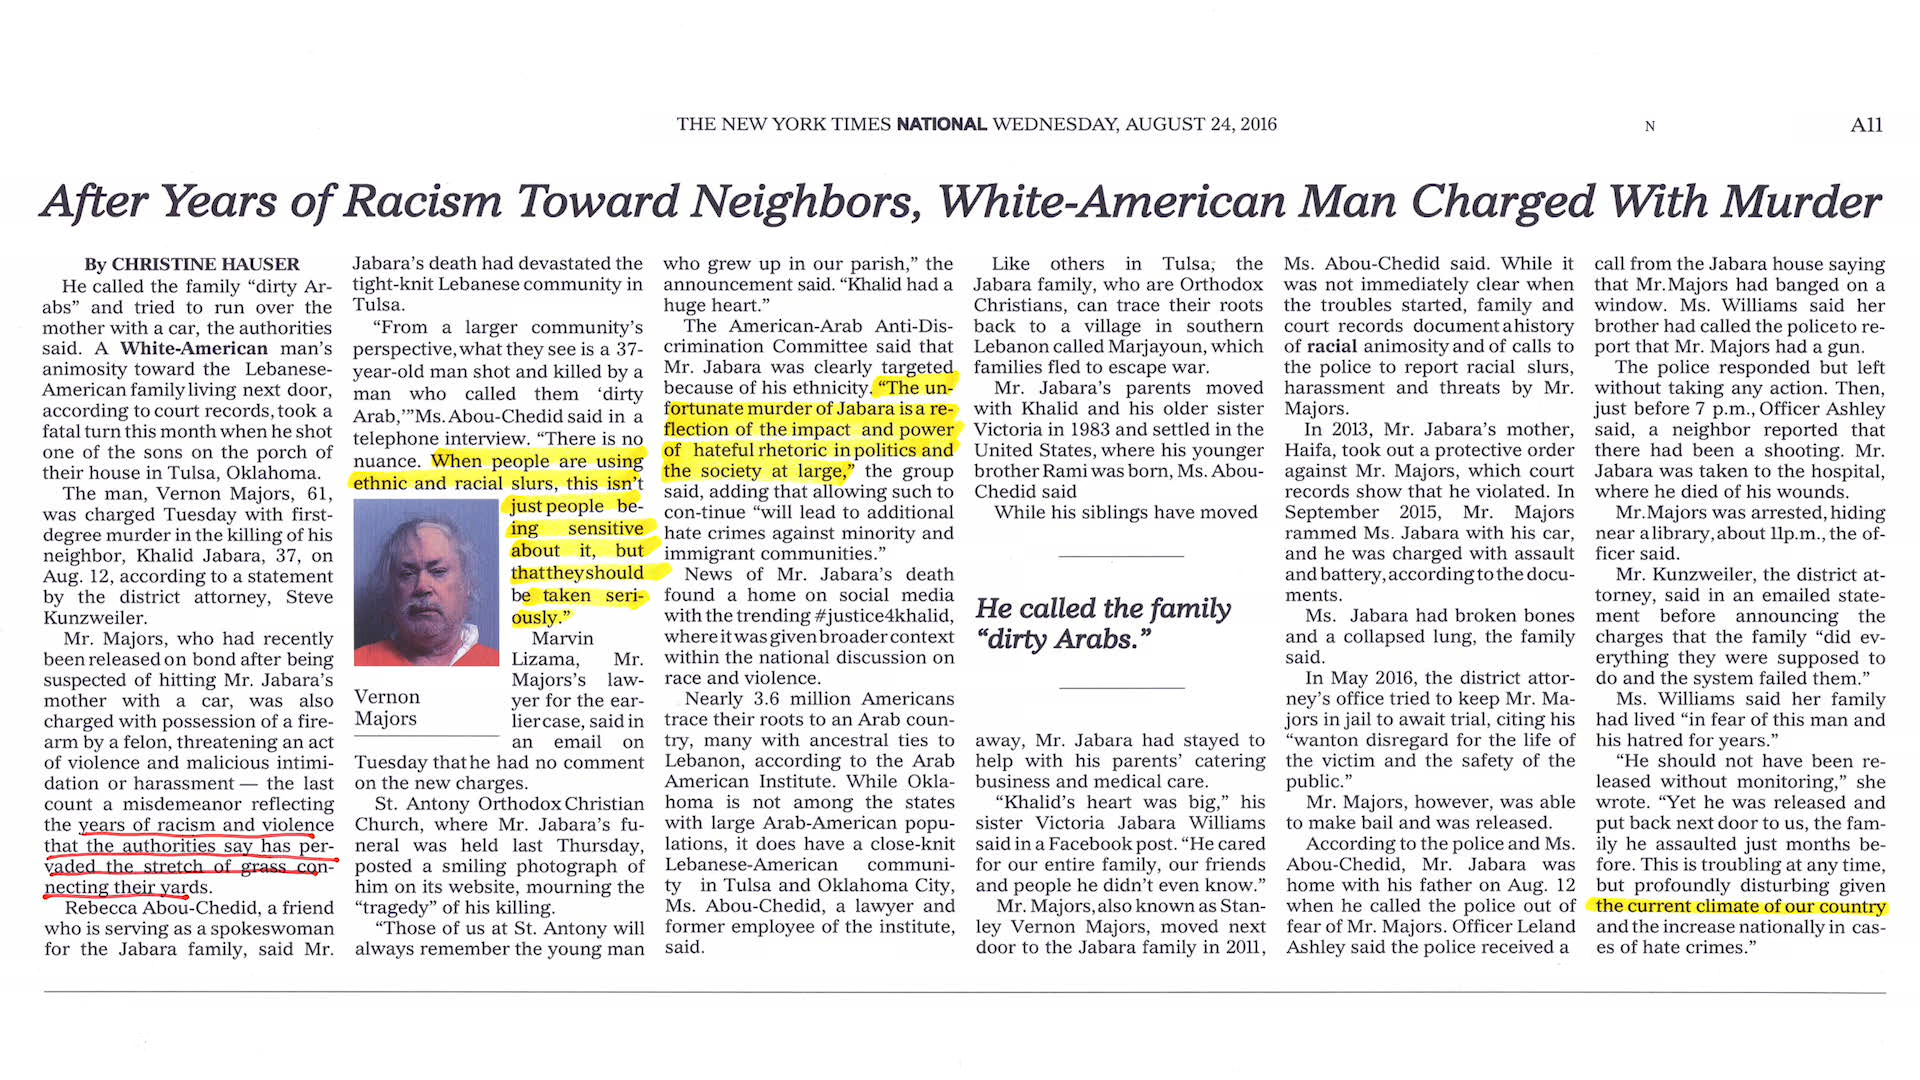 THE NEW YORK TIMES NATIONAL WEDNESDAY, AUGUST 24, 2016
N
A11
After Years of Racism Toward Neighbors, White-American Man Charged With Murder
By CHRISTINE HAUSER
He called the family “dirty Ar-
abs” and tried to run over the
mother with a car, the authorities
said. A White-American man’s
animosity toward the Lebanese-
American family living next door,
according to court records, took a
fatal turn this month when he shot
one of the sons on the porch of
their house in Tulsa, Oklahoma.
The man, Vernon Majors, 61,
was charged Tuesday with first-
degree murder in the killing of his
neighbor, Khalid Jabara, 37, on
Aug. 12, according to a statement
by the district attorney, Steve
Kunzweiler.
Mr. Majors, who had recently
been released on bond after being
suspected of hitting Mr. Jabara’s
mother with a car, was also
charged with possession of a fire-
arm by a felon, threatening an act
of violence and malicious intimi-
dation or harassment — the last
count a misdemeanor reflecting
the years of racism and violence
that the authorities say has per-
vaded the stretch of grass con-
necting their yards.
Rebecca Abou-Chedid, a friend
who is serving as a spokeswoman
for the Jabara family, said Mr.
Jabara’s death had devastated the
tight-knit Lebanese community in
Tulsa.
“From a larger community’s
perspective, what they see is a 37-
year-old man shot and killed by a
man who called them ‘dirty
Arab,’”Ms. Abou-Chedid said in a
telephone interview. “There is no
nuance. When people are using
ethnic and racial slurs, this isn’t
just people be-
ing sensitive
about it, but
that they should
be taken seri-
ously.”
Marvin
Lizama, Mr.
Majors’s law-
yer for the ear-
lier case, said in
an email on
Vernon
Majors
Tuesday that he had no comment
on the new charges.
St. Antony Orthodox Christian
Church, where Mr. Jabara’s fu-
neral was held last Thursday,
posted a smiling photograph of
him on its website, mourning the
“tragedy” of his killing.
“Those of us at St. Antony will
always remember the young man
who grew up in our parish,” the
announcement said. “Khalid had a
huge heart.”
The American-Arab Anti-Dis-
crimination Committee said that
Mr. Jabara was clearly targeted
because of his ethnicity. “The un-
fortunate murder of Jabara is a re-
flection of the impact and power
of hateful rhetoric in politics and
the society at large,” the group
said, adding that allowing such to
con-tinue “will lead to additional
hate crimes against minority and
immigrant communities.”
News of Mr. Jabara’s death
found a home on social media
with the trending #justice4khalid,
where it was given broader context
within the national discussion on
race and violence.
Nearly 3.6 million Americans
trace their roots to an Arab coun-
try, many with ancestral ties to
Lebanon, according to the Arab
American Institute. While Okla-
homa is not among the states
with large Arab-American popu-
lations, it does have a close-knit
Lebanese-American communi-
ty in Tulsa and Oklahoma City,
Ms. Abou-Chedid, a lawyer and
former employee of the institute,
said.
Like others in Tulsa, the
Jabara family, who are Orthodox
Christians, can trace their roots
back to a village in southern
Lebanon called Marjayoun, which
families fled to escape war.
Mr. Jabara’s parents moved
with Khalid and his older sister
Victoria in 1983 and settled in the
United States, where his younger
brother Rami was born, Ms. Abou-
Chedid said
While his siblings have moved
He called the family
“dirty Arabs.”
away, Mr. Jabara had stayed to
help with his parents’ catering
business and medical care.
“Khalid’s heart was big,” his
sister Victoria Jabara Williams
said in a Facebook post. “He cared
for our entire family, our friends
and people he didn’t even know.”
Mr. Majors, also known as Stan-
ley Vernon Majors, moved next
door to the Jabara family in 2011,
Ms. Abou-Chedid said. While it
was not immediately clear when
the troubles started, family and
court records document a history
of racial animosity and of calls to
the police to report racial slurs,
harassment and threats by Mr.
Majors.
In 2013, Mr. Jabara’s mother,
Haifa, took out a protective order
against Mr. Majors, which court
records show that he violated. In
September 2015, Mr. Majors
rammed Ms. Jabara with his car,
and he was charged with assault
and battery, according to the docu-
ments.
Ms. Jabara had broken bones
and a collapsed lung, the family
said.
In May 2016, the district attor-
ney’s office tried to keep Mr. Ma-
jors in jail to await trial, citing his
“wanton disregard for the life of
the victim and the safety of the
public.”
Mr. Majors, however, was able
to make bail and was released.
According to the police and Ms.
Abou-Chedid, Mr. Jabara was
home with his father on Aug. 12
when he called the police out of
fear of Mr. Majors. Officer Leland
Ashley said the police received a
call from the Jabara house saying
that Mr. Majors had banged on a
window. Ms. Williams said her
brother had called the police to re-
port that Mr. Majors had a gun.
The police responded but left
without taking any action. Then,
just before 7 p.m., Officer Ashley
said, a neighbor reported that
there had been a shooting. Mr.
Jabara was taken to the hospital,
where he died of his wounds.
Mr. Majors was arrested, hiding
near a library, about 11p.m., the of-
ficer said.
Mr. Kunzweiler, the district at-
torney, said in an emailed state-
ment before announcing the
charges that the family “did ev-
erything they were supposed to
do and the system failed them.”
Ms. Williams said her family
had lived “in fear of this man and
his hatred for years.”
“He should not have been re-
leased without monitoring,” she
wrote. “Yet he was released and
put back next door to us, the fam-
ily he assaulted just months be-
fore. This is troubling at any time,
but profoundly disturbing given
the current climate of our country
and the increase nationally in cas-
es of hate crimes.”